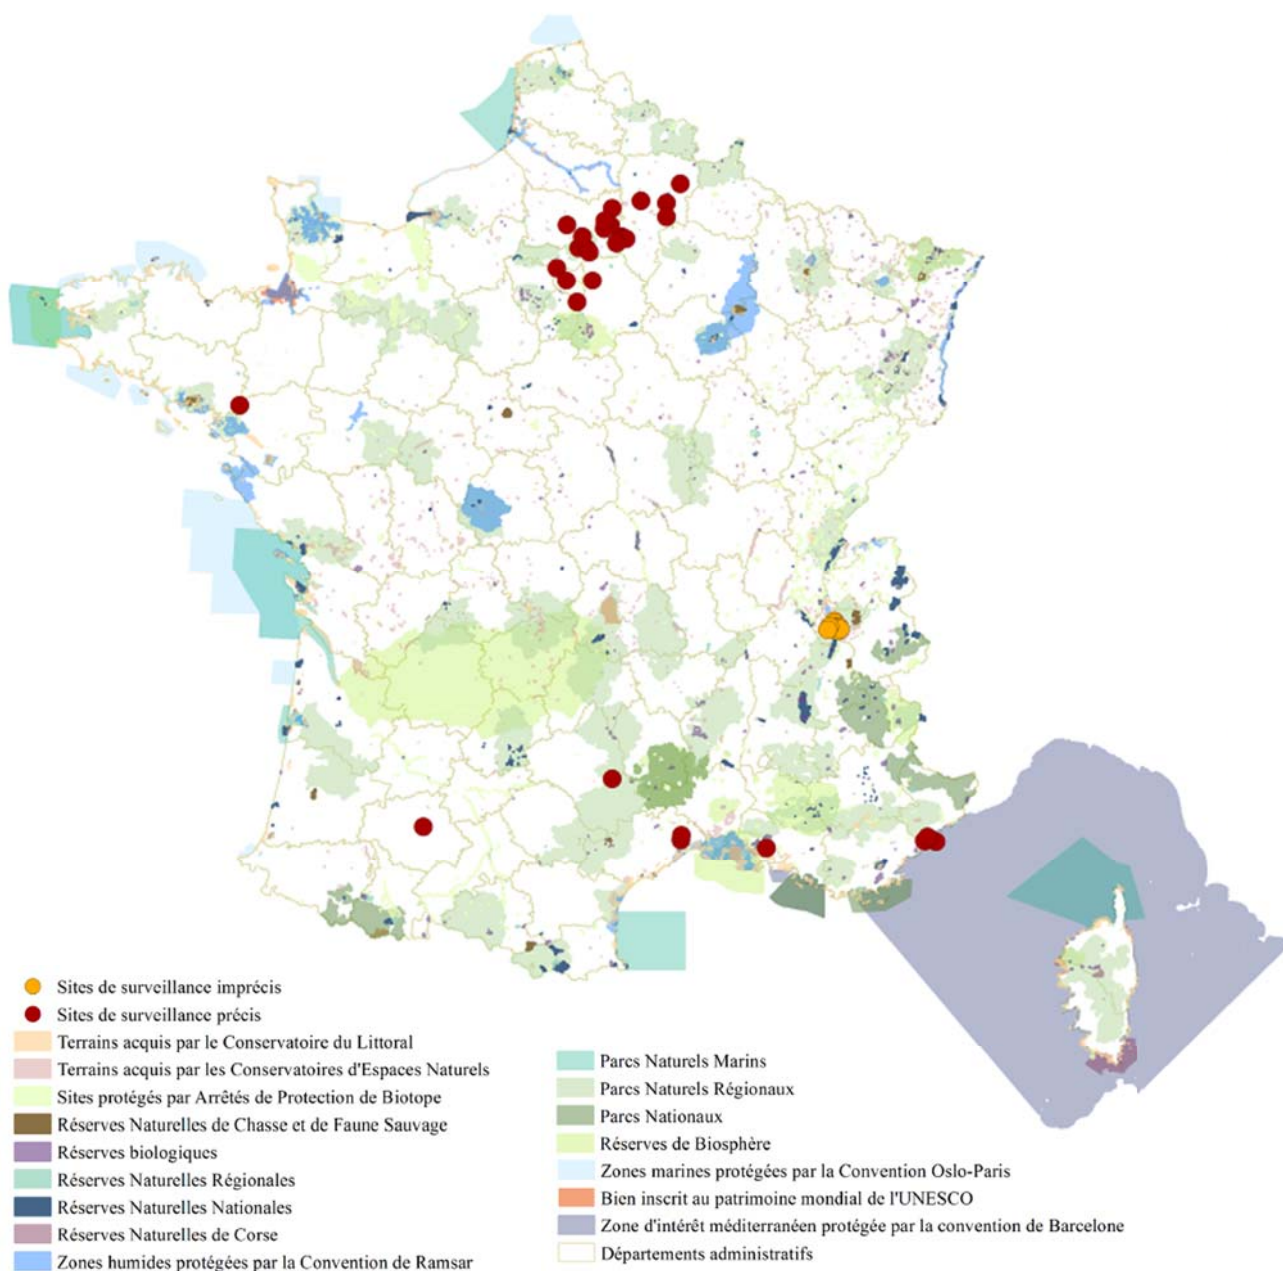 Sites de surveillance imprécis
Sites de surveillance précis
Terrains acquis par le Conservatoire du Littoral
Terrains acquis par les Conservatoires d'Espaces Naturels
Sites protégés par Arrêtés de Protection de Biotope
Réserves Naturelles de Chasse et de Faune Sauvage
Réserves biologiques
Réserves Naturelles Régionales
Réserves Naturelles Nationales
Réserves Naturelles de Corse
Zones humides protégées par la Convention de Ramsar
Parcs Naturels Marins
Parcs Naturels Régionaux
Parcs Nationaux
Réserves de Biosphère
Zones marines protégées par la Convention Oslo-Paris
Bien inscrit au patrimoine mondial de l'UNESCO
Zone d'intérêt méditerranéen protégée par la convention de Barcelone
Départements administratifs